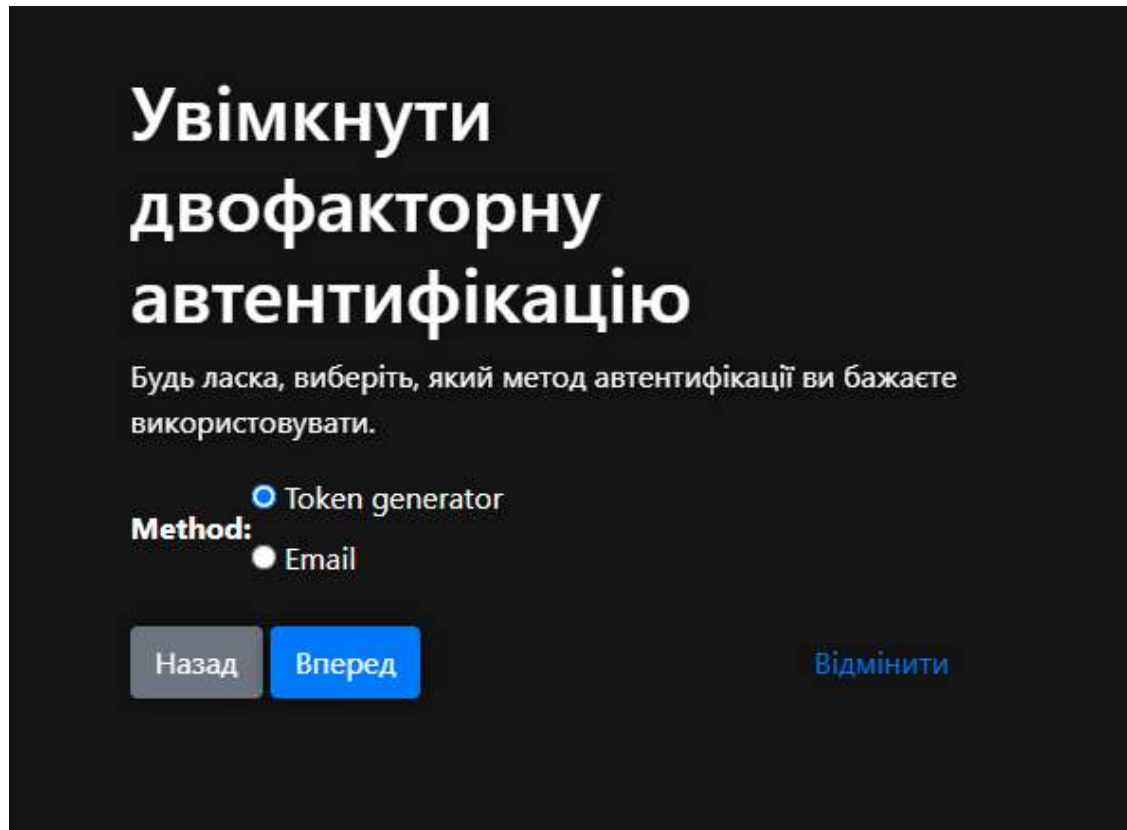 Увімкнути
двофакторну
автентифікацію
Будь ласка, виберіть, який метод автентифікації ви бажаєте
використовувати.
Method:
Token generator
Email
Назад Вперед Відмінити